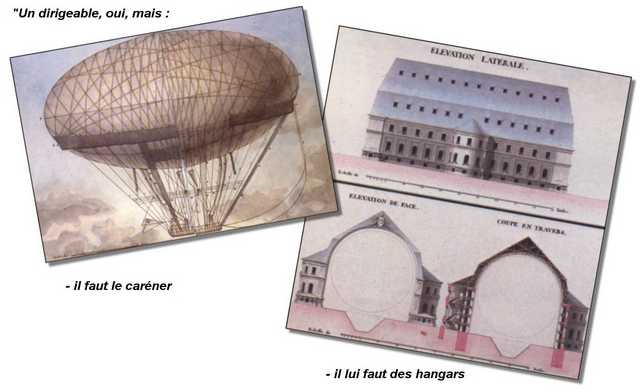 "Un dirigeable, oui, mais :
ELEVATION LATERALE.
ELEVATION DE FACE.
COUPE EN TRAVERS.
- il faut le caréner
- il lui faut des hangars